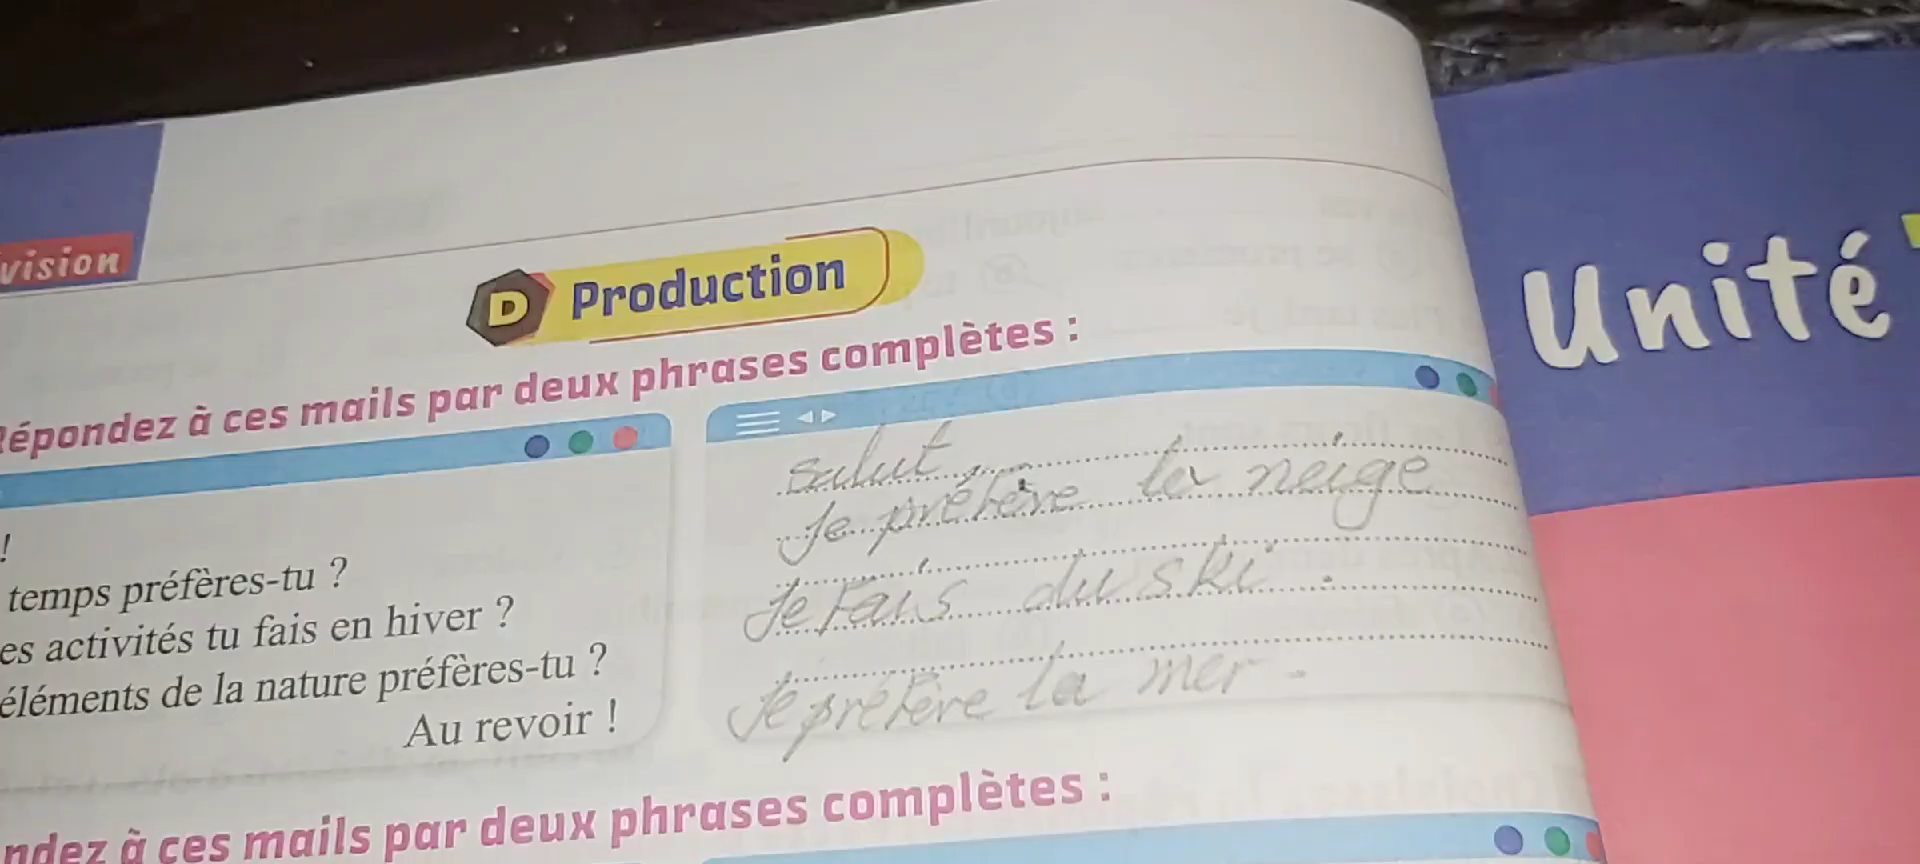 vision
Unité
D Production
Répondez à ces mails par deux phrases complètes :
!
temps préfères-tu ?
es activités tu fais en hiver ?
éléments de la nature préfères-tu ?
Au revoir !
salut,
Je préfère la neige
Je fais du ski.
Je préfère la mer.
ndez à ces mails par deux phrases complètes :